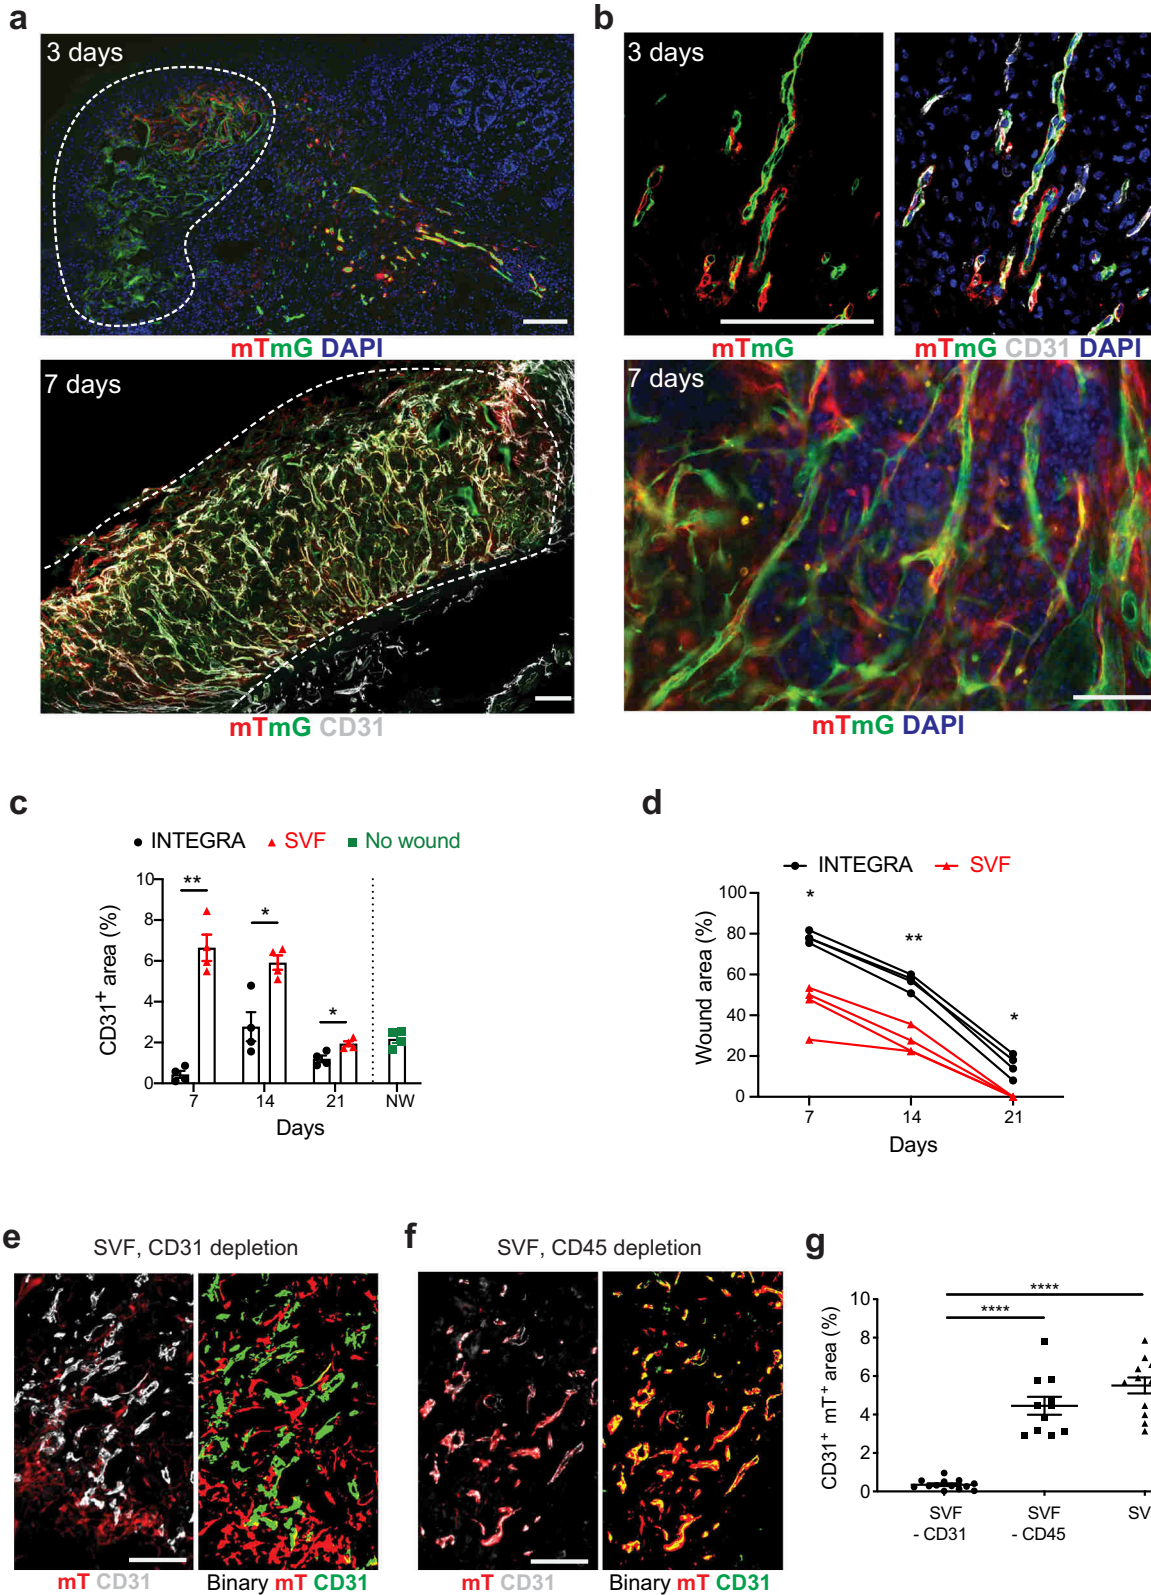 a
3 days
mTmG DAPI
7 days
mTmG CD31
b
3 days
mTmG
mTmG CD31 DAPI
7 days
mTmG DAPI
c
INTEGRA SVF No wound
**
*
*
CD31+ area (%)
10
8
6
4
2
0
7 14 21 NW
Days
d
INTEGRA SVF
*
**
*
Wound area (%)
100
80
60
40
20
0
7 14 21
Days
e
SVF, CD31 depletion
mT CD31
Binary mT CD31
f
SVF, CD45 depletion
mT CD31
Binary mT CD31
g
****
****
CD31+ mT+ area (%)
10
8
6
4
2
0
SVF - CD31
SVF - CD45
SV